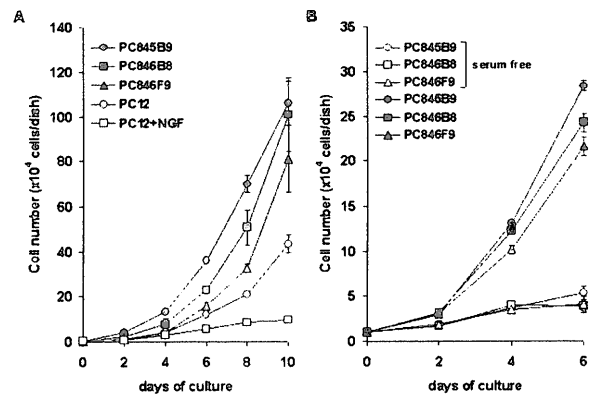 A
140
120
100
80
60
40
20
0
Cell number (x10⁴ cells/dish)
PC845B9
PC846B8
PC846F9
PC12
PC12+NGF
0 2 4 6 8 10
days of culture
B
35
30
25
20
15
10
5
0
Cell number (x10⁴ cells/dish)
PC845B9
PC846B8
PC846F9
serum free
PC845B9
PC846B8
PC846F9
0 2 4 6
days of culture